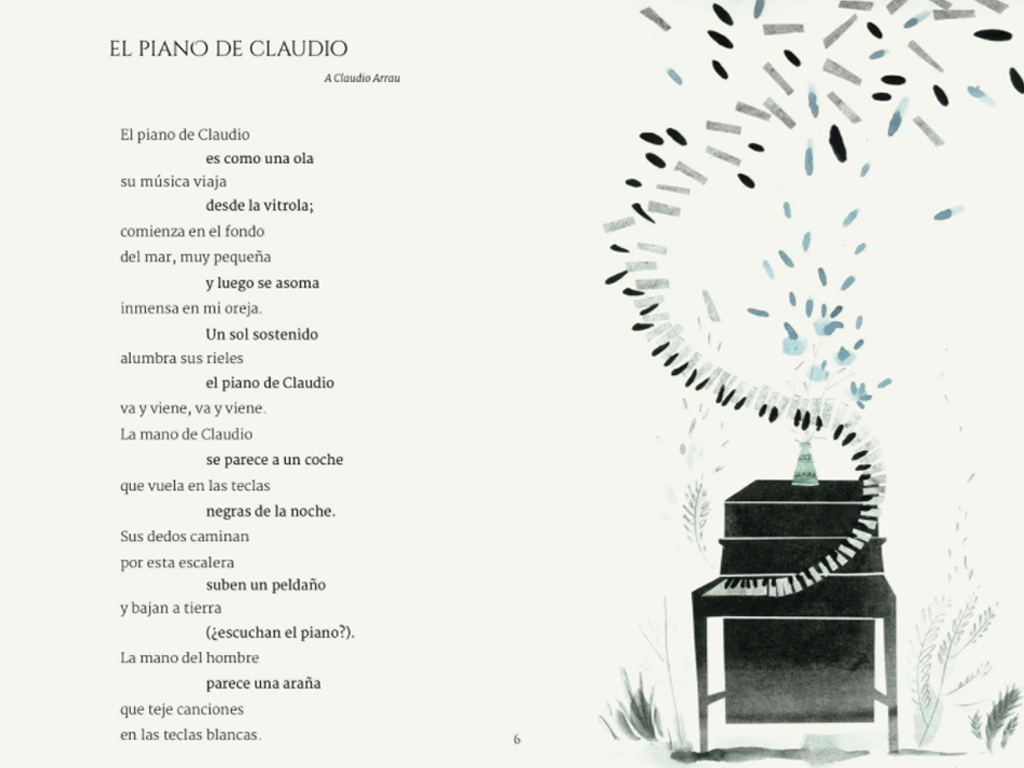 EL PIANO DE CLAUDIO
A Claudio Arrau
El piano de Claudio
es como una ola
su música viaja
desde la vitrola;
comienza en el fondo
del mar, muy pequeña
y luego se asoma
inmensa en mi oreja.
Un sol sostenido
alumbra sus rieles
el piano de Claudio
va y viene, va y viene.
La mano de Claudio
se parece a un coche
que vuela en las teclas
negras de la noche.
Sus dedos caminan
por esta escalera
suben un peldaño
y bajan a tierra
(¿escuchan el piano?).
La mano del hombre
parece una araña
que teje canciones
en las teclas blancas.
6